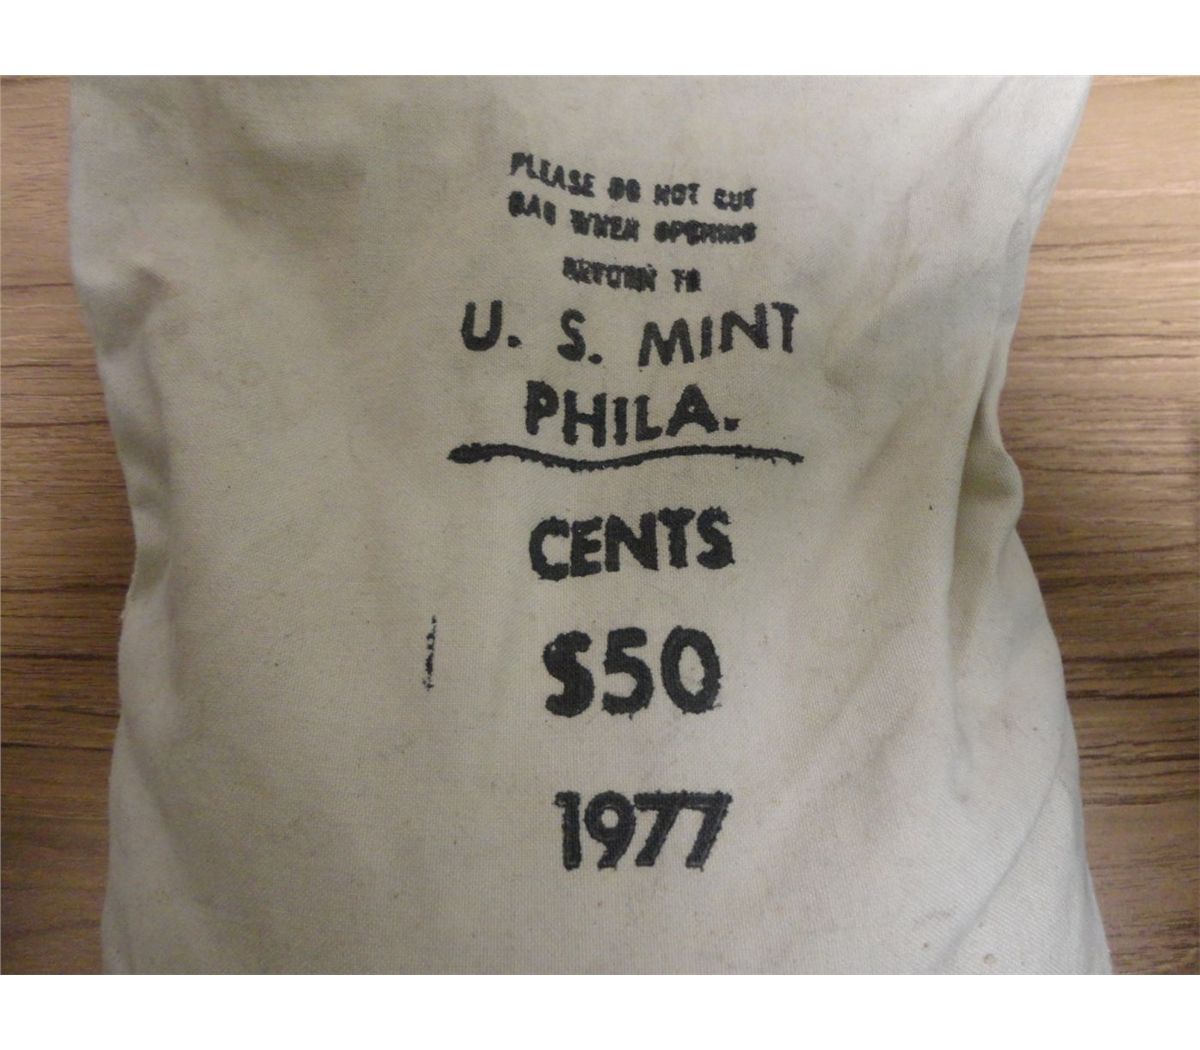 PLEASE DO NOT CUT
BAG WHEN OPENING
RETURN TO
U. S. MINT
PHILA.
CENTS
$50
1977